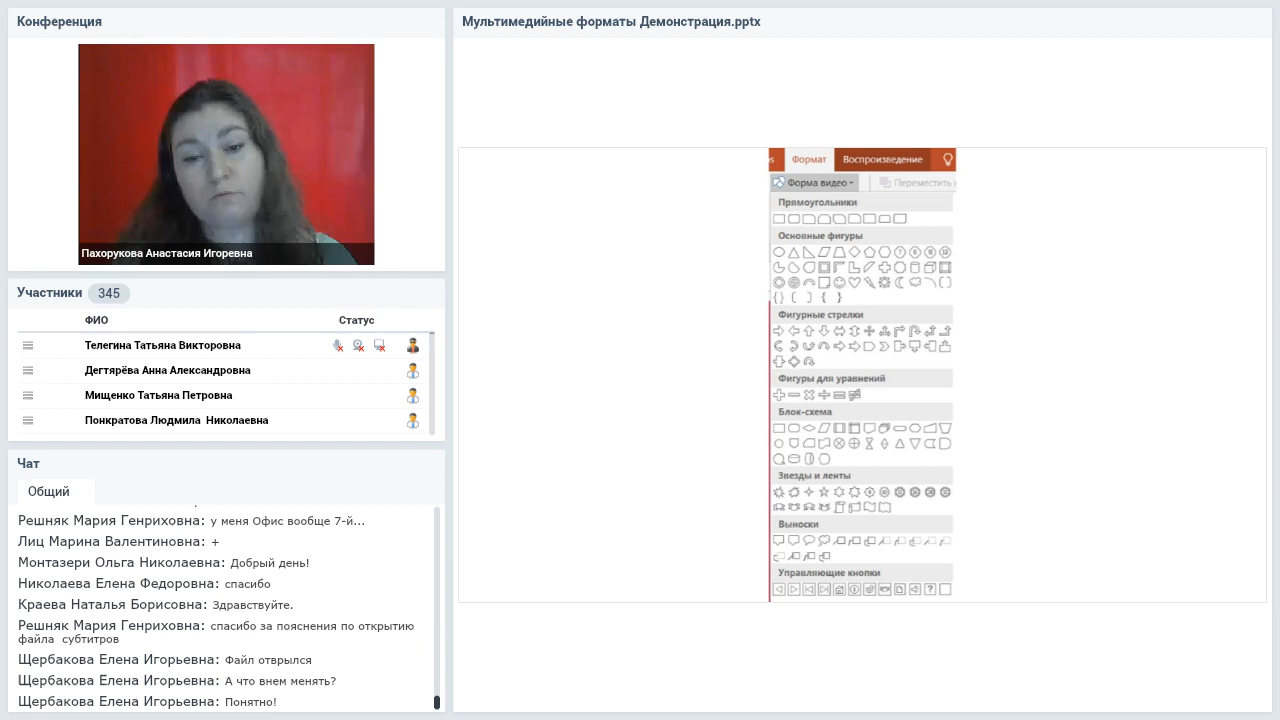 Конференция
Пахорукова Анастасия Игоревна
Участники 345
ФИО Статус
Телегина Татьяна Викторовна
Дегтярёва Анна Александровна
Мищенко Татьяна Петровна
Понкратова Людмила Николаевна
Чат
Общий
Решняк Мария Генриховна: у меня Офис вообще 7-й...
Лиц Марина Валентиновна: +
Монтазери Ольга Николаевна: Добрый день!
Николаева Елена Федоровна: спасибо
Краева Наталья Борисовна: Здравствуйте.
Решняк Мария Генриховна: спасибо за пояснения по открытию
файла субтитров
Щербакова Елена Игорьевна: Файл отврылся
Щербакова Елена Игорьевна: А что внем менять?
Щербакова Елена Игорьевна: Понятно!
Мультимедийные форматы Демонстрация.pptx
Формат Воспроизведение
Форма видео Переместить
Прямоугольники
Основные фигуры
Фигурные стрелки
Фигуры для уравнений
Блок-схема
Звезды и ленты
Выноски
Управляющие кнопки